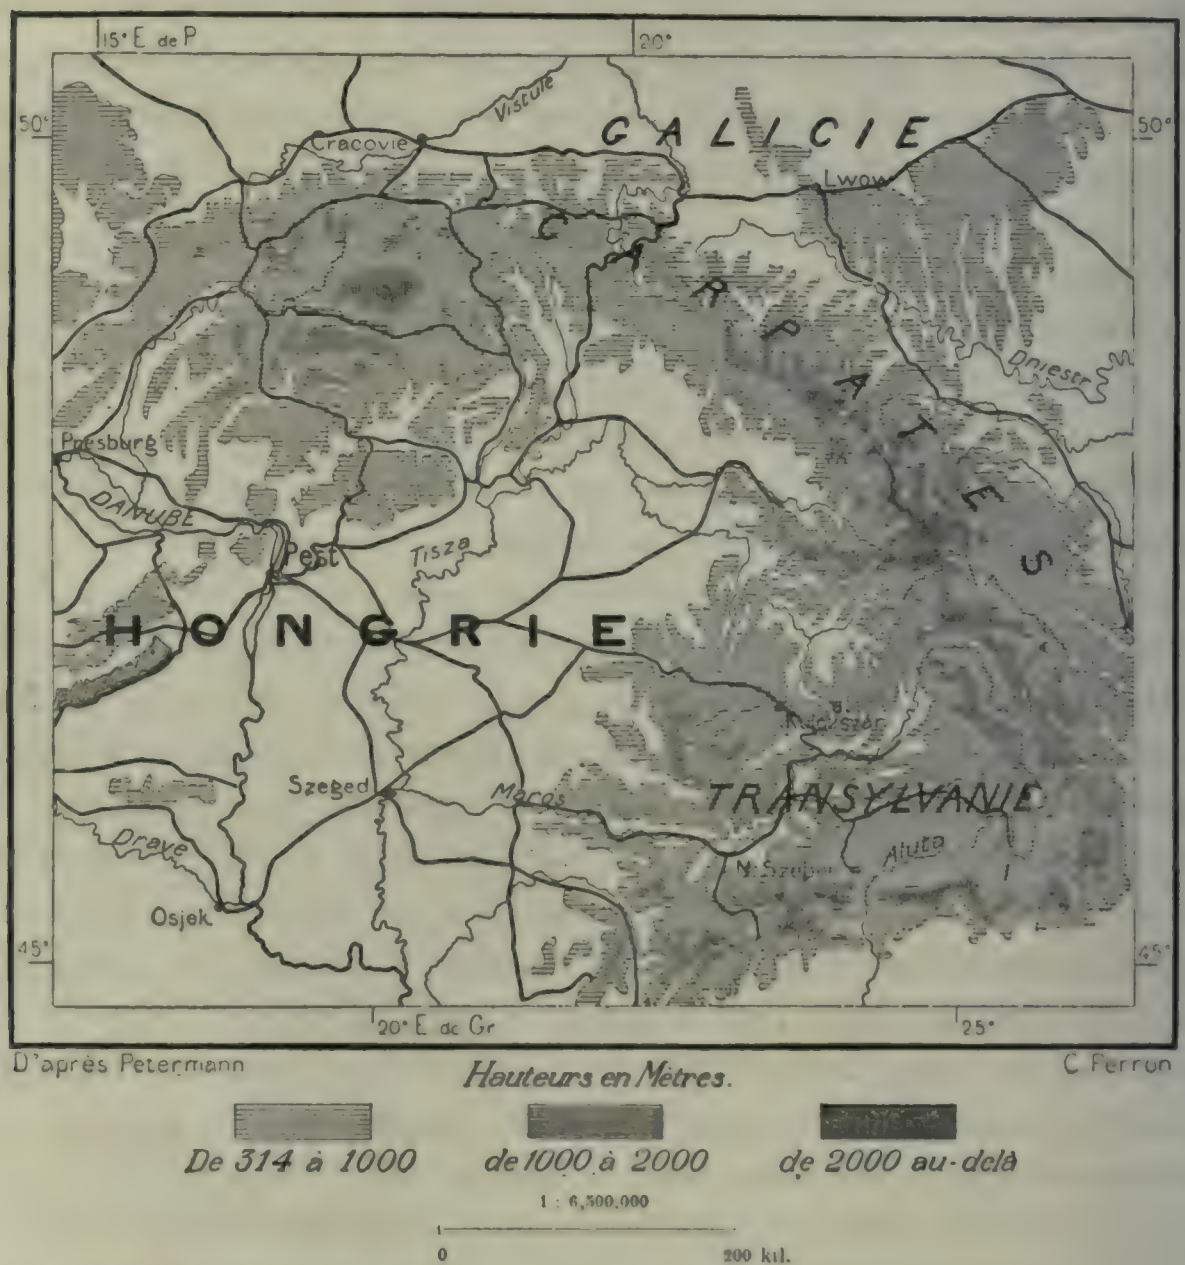 15° E de P
20°
50°
50°
Vistule
GALICIE
Cracovie
Lwow
CARPATES
Dniestr
Presburg
DANUBE
Pest
Tisza
HONGRIE
Szeged
Maros
TRANSYLVANIE
Drave
Aluta
Osjek
45°
45°
20° E de Gr
25°
D'après Petermann
C Perron
Hauteurs en Mètres.
De 314 à 1000
de 1000 à 2000
de 2000 au-delà
1 : 6,500.000
0
200 kil.